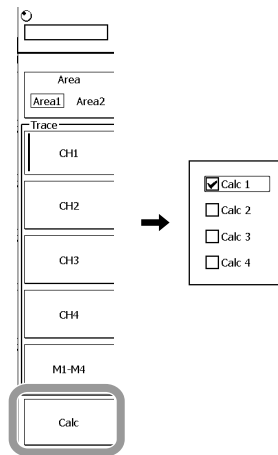 Area
Area1 Area2
Trace
CH1
CH2
CH3
CH4
M1-M4
Calc
Calc 1
Calc 2
Calc 3
Calc 4